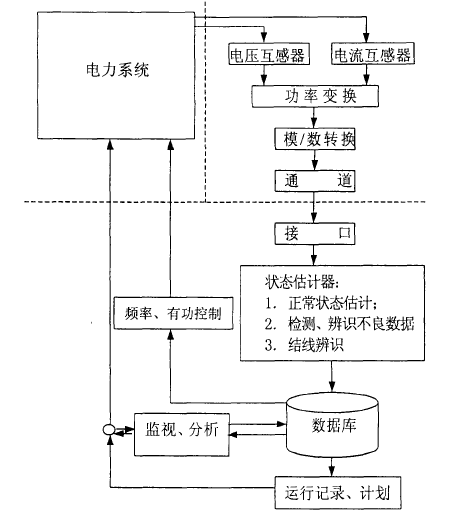 电力系统
电压互感器
电流互感器
功率变换
模/数转换
通 道
接 口
状态估计器:
1. 正常状态估计;
2. 检测、辨识不良数据
3. 结线辨识
频率、有功控制
监视、分析
数据库
运行记录、计划